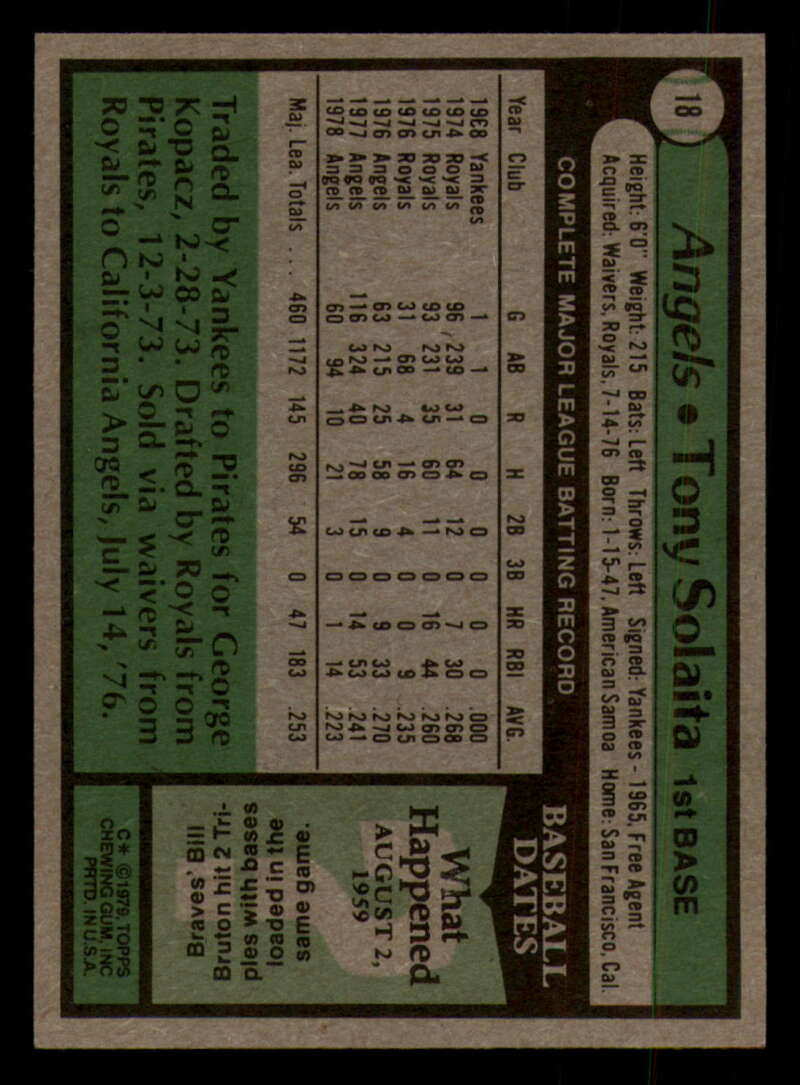 18
Angels • Tony Solaita 1st BASE
Height: 6'0" Weight: 215 Bats: Left Throws: Left Signed: Yankees - 1965, Free Agent
Acquired: Waivers, Royals, 7-14-76 Born: 1-15-47, American Samoa Home: San Francisco, Cal.
COMPLETE MAJOR LEAGUE BATTING RECORD
Year Club G AB R H 2B 3B HR RBI AVG.
1968 Yankees 1 1 0 0 0 0 0 0 .000
1974 Royals 96 239 31 64 12 0 7 30 .268
1975 Royals 93 231 35 60 11 0 16 44 .260
1976 Royals 31 68 4 16 4 0 0 9 .235
1976 Angels 63 215 25 58 9 0 9 33 .270
1977 Angels 116 324 40 78 15 0 14 53 .241
1978 Angels 60 94 10 21 3 0 1 14 .223
Maj. Lea. Totals ... 460 1172 145 296 54 0 47 183 .253
Traded by Yankees to Pirates for George
Kopacz, 2-28-73. Drafted by Royals from
Pirates, 12-3-73. Sold via waivers from
Royals to California Angels, July 14, '76.
BASEBALL
DATES
What
Happened
AUGUST 2,
1959
Braves' Bill
Bruton hit 2 Tri-
ples with bases
loaded in the
same game.
C* ©1979, TOPPS
CHEWING GUM, INC
PRTD. IN U.S.A.